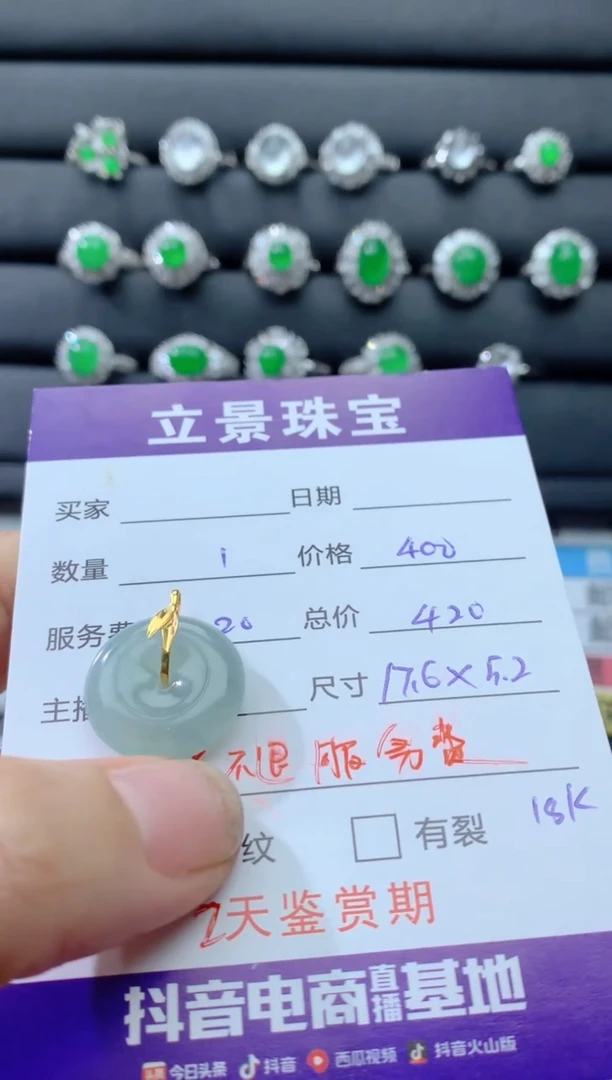 立景珠宝
买家 日期
数量 1 价格 400
服务费 20 总价 420
主播 尺寸 17.6×5.2
不退服务费
纹 有裂 18K
7天鉴赏期
抖音电商直播基地
头条 今日头条 抖音 西瓜视频 抖音火山版